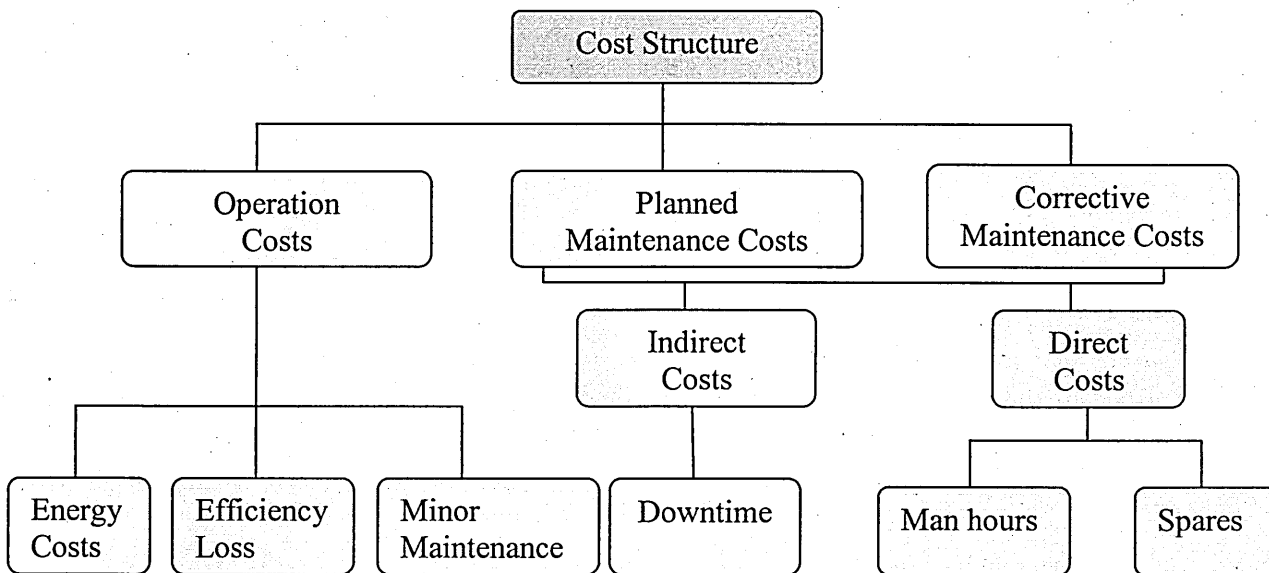 Cost Structure
Operation
Costs
Planned
Maintenance Costs
Corrective
Maintenance Costs
Indirect
Costs
Direct
Costs
Energy
Costs
Efficiency
Loss
Minor
Maintenance
Downtime
Man hours
Spares